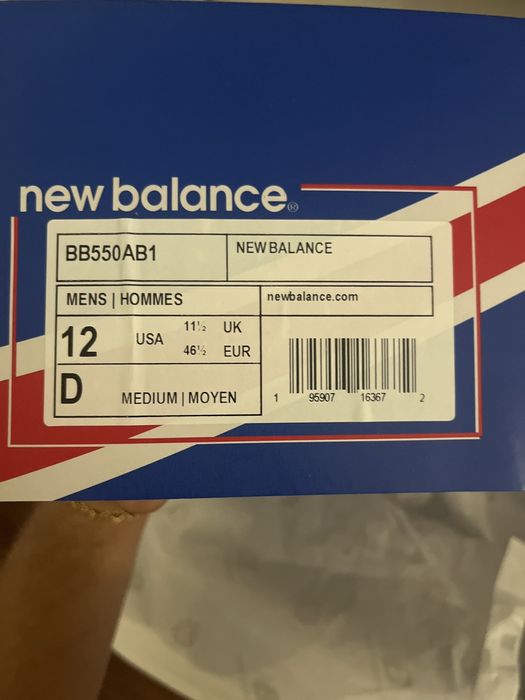 new balance®
BB550AB1
NEW BALANCE
MENS | HOMMES
newbalance.com
12 USA 11½ UK
46½ EUR
D MEDIUM | MOYEN
1 95907 16367 2